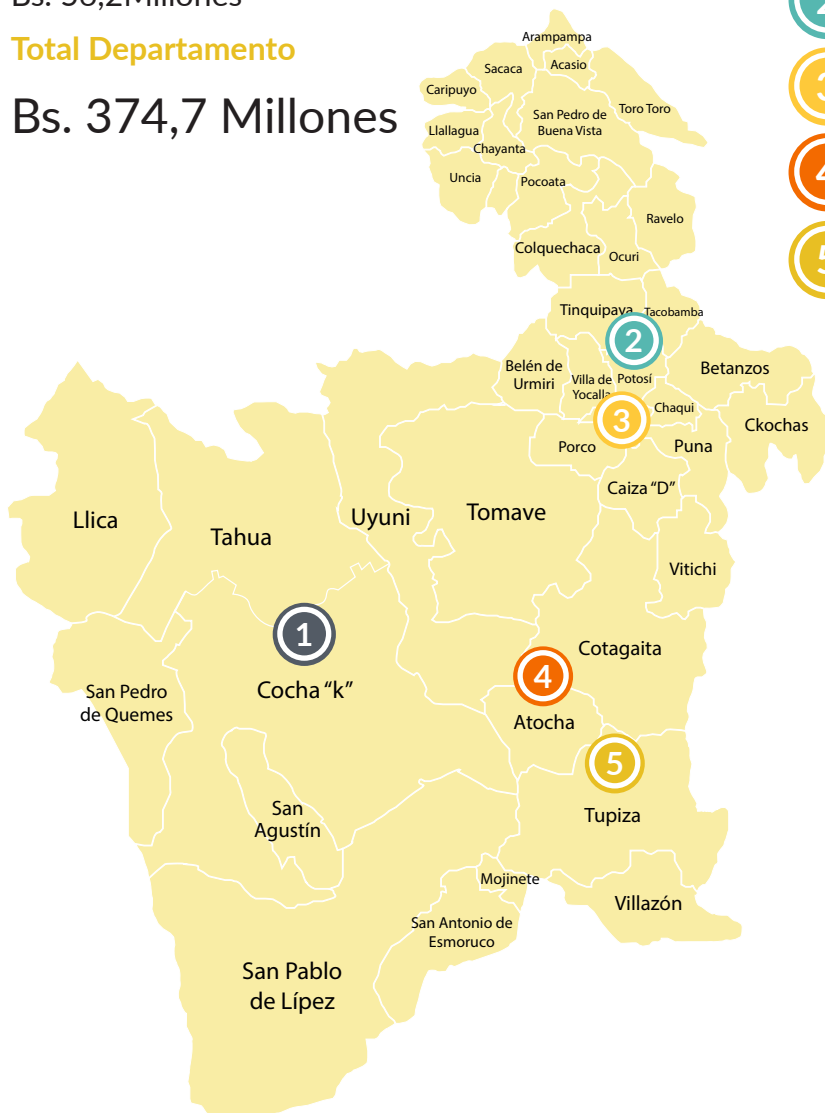 Total Departamento
Bs. 374,7 Millones
Arampampa
Sacaca
Acasio
Caripuyo
Toro Toro
San Pedro de
Buena Vista
Llallagua
Chayanta
Uncia
Pocoata
Ravelo
Colquechaca
Ocuri
Tinquipaya
Tacobamba
2
Belén de
Urmiri
Villa de
Yocalla
Potosí
Betanzos
Chaqui
3
Ckochas
Porco
Puna
Caiza “D”
Llica
Tahua
Uyuni
Tomave
Vitichi
1
Cocha “k”
Cotagaita
4
San Pedro
de Quemes
Atocha
5
San
Agustín
Tupiza
Mojinete
Villazón
San Antonio de
Esmoruco
San Pablo
de Lípez